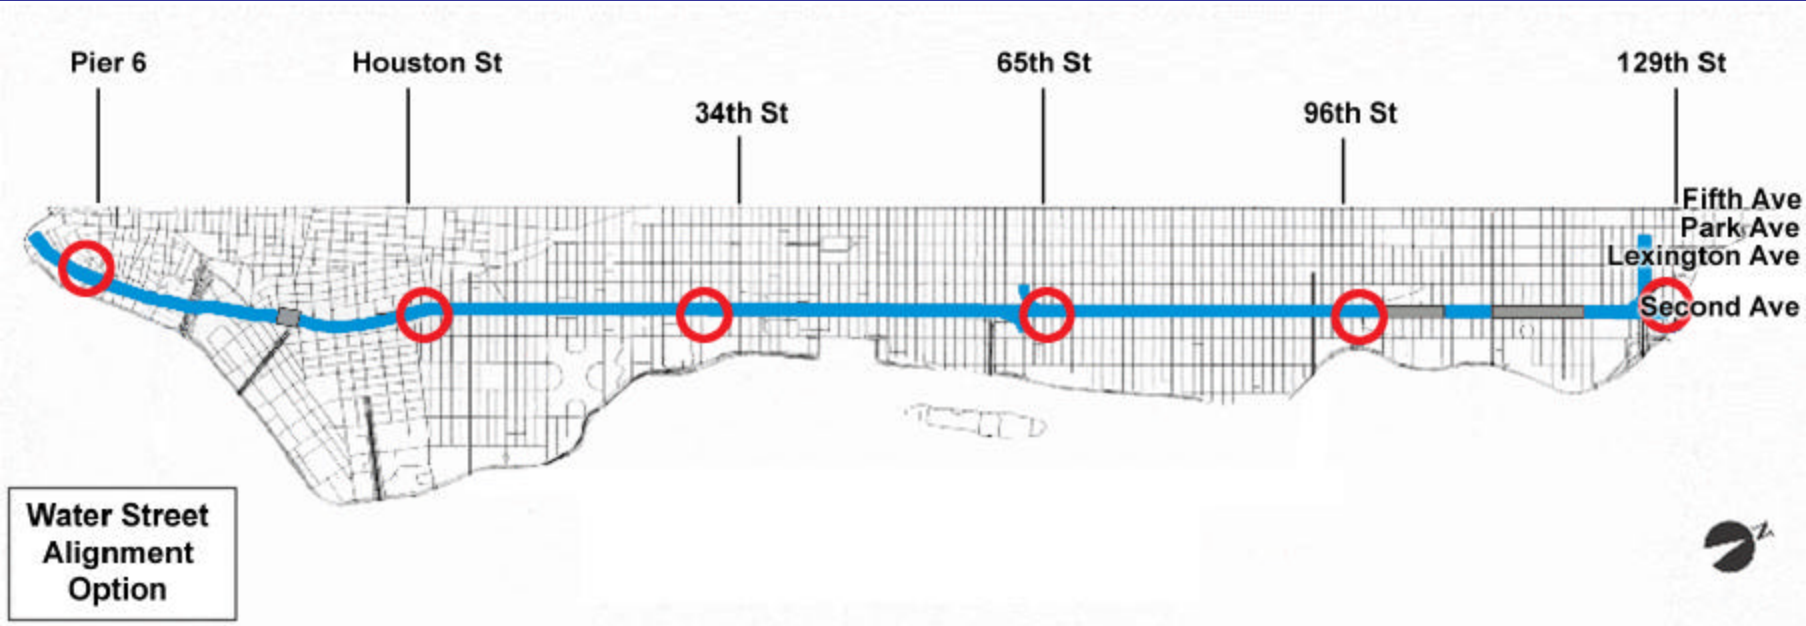 Pier 6
Houston St
65th St
129th St
34th St
96th St
Fifth Ave
Park Ave
Lexington Ave
Second Ave
Water Street
Alignment
Option
N